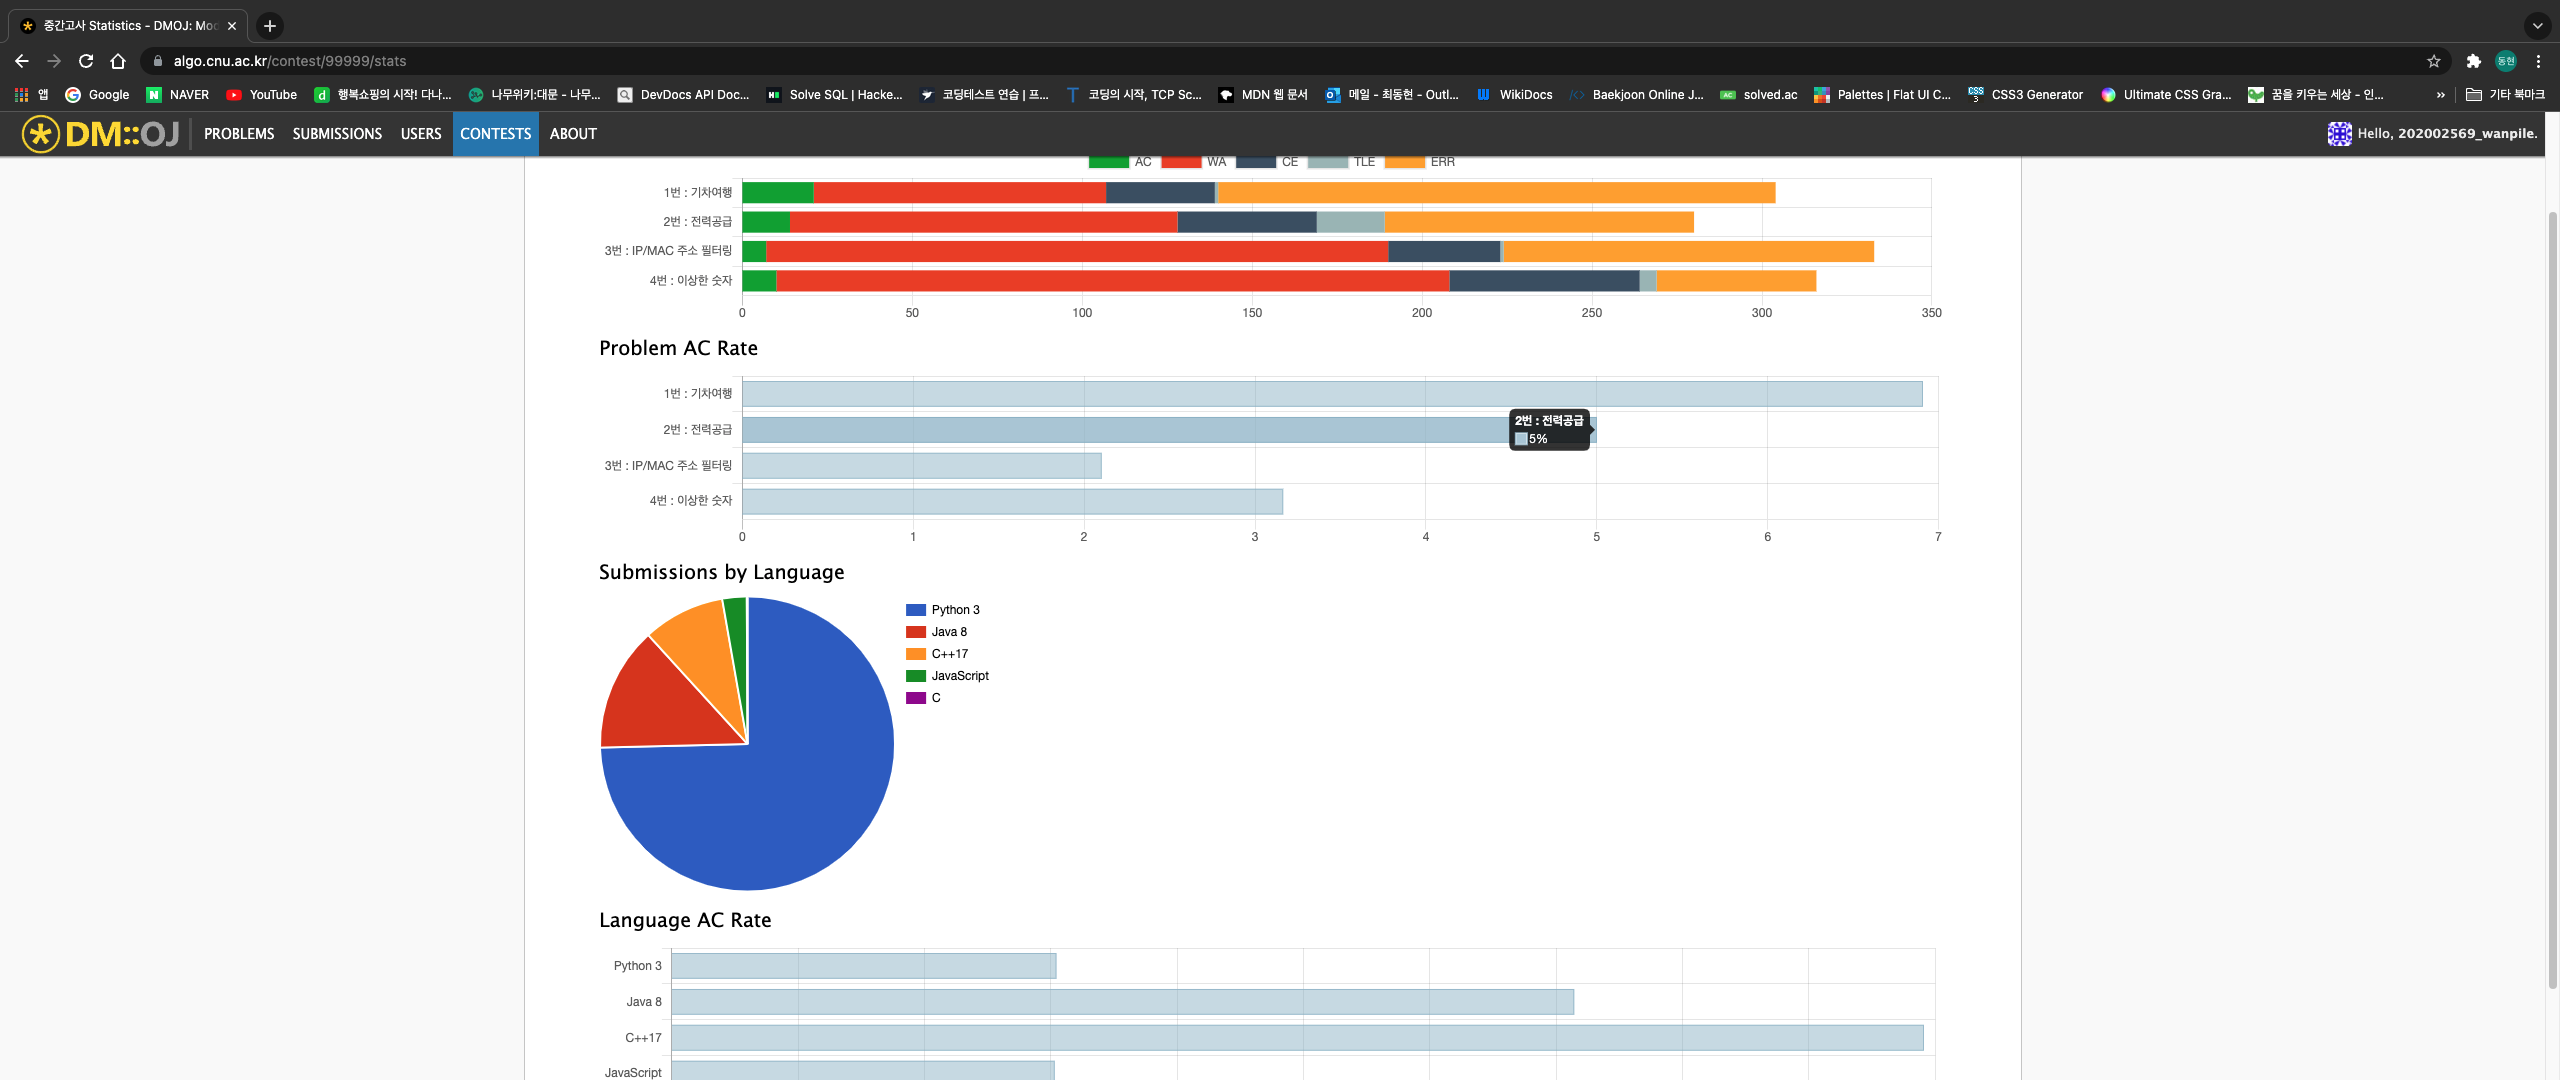 중간고사 Statistics - DMOJ: Mo
algo.cnu.ac.kr/contest/99999/stats
동현
앱 Google NAVER YouTube 행복쇼핑의 시작! 다나... 나무위키:대문 - 나무... DevDocs API Doc... Solve SQL | Hacke... 코딩테스트 연습 | 프... 코딩의 시작, TCP Sc... MDN 웹 문서 메일 - 최동현 - Outl... WikiDocs Baekjoon Online J... solved.ac Palettes | Flat UI C... CSS3 Generator Ultimate CSS Gra... 꿈을 키우는 세상 - 인... » 기타 북마크
DM::OJ PROBLEMS SUBMISSIONS USERS CONTESTS ABOUT Hello, 202002569_wanpile.
AC WA CE TLE ERR
1번 : 기차여행
2번 : 전력공급
3번 : IP/MAC 주소 필터링
4번 : 이상한 숫자
0 50 100 150 200 250 300 350
Problem AC Rate
1번 : 기차여행
2번 : 전력공급
2번 : 전력공급
5%
3번 : IP/MAC 주소 필터링
4번 : 이상한 숫자
0 1 2 3 4 5 6 7
Submissions by Language
Python 3
Java 8
C++17
JavaScript
C
Language AC Rate
Python 3
Java 8
C++17
JavaScript